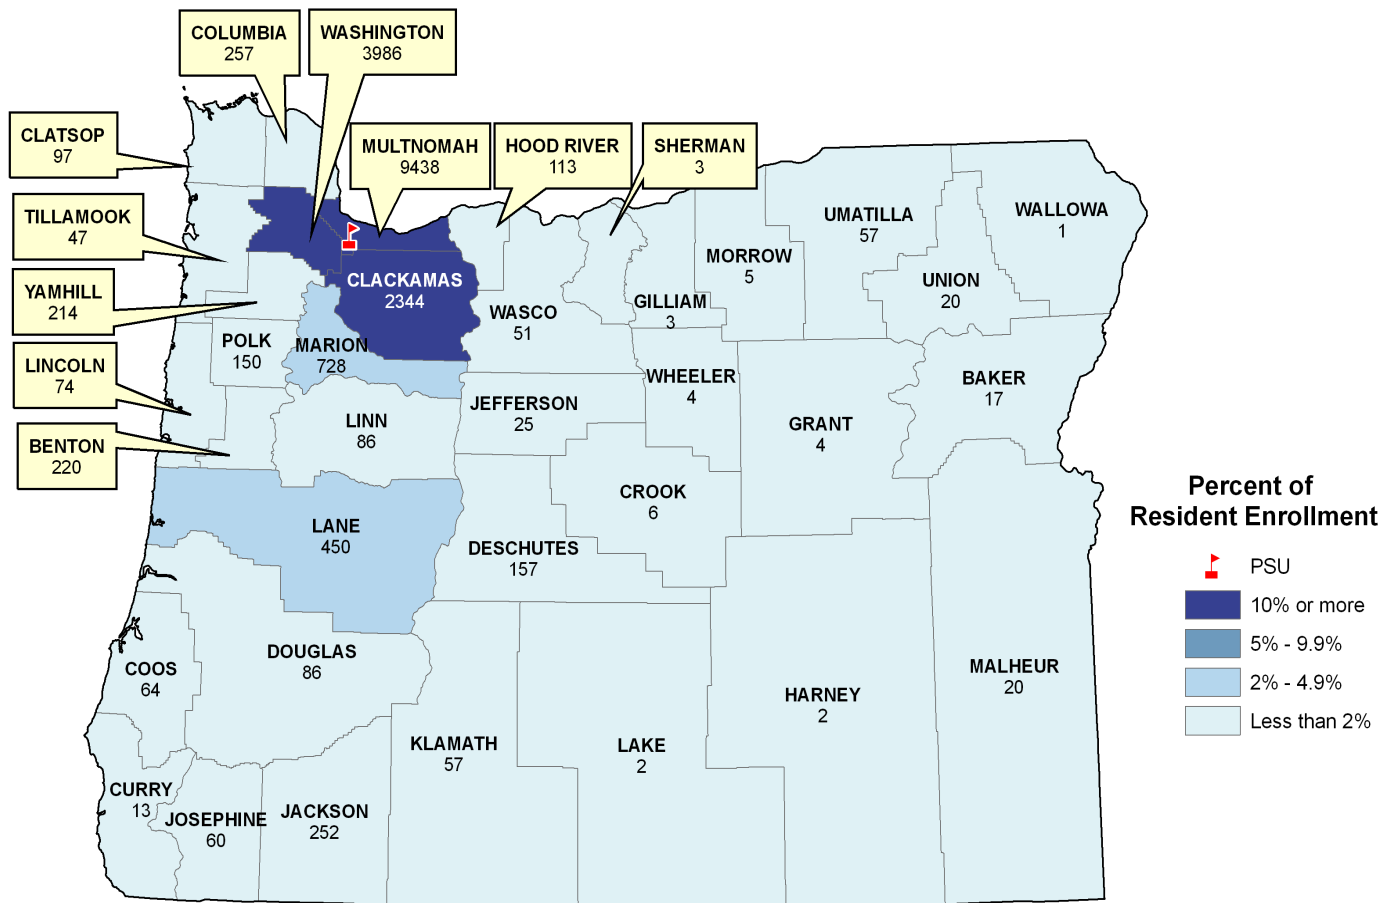 COLUMBIA
257
WASHINGTON
3986
CLATSOP
97
MULTNOMAH
9438
HOOD RIVER
113
SHERMAN
3
TILLAMOOK
47
UMATILLA
57
WALLOWA
1
MORROW
5
UNION
20
YAMHILL
214
CLACKAMAS
2344
GILLIAM
3
WASCO
51
POLK
150
MARION
728
LINCOLN
74
WHEELER
4
BAKER
17
JEFFERSON
25
LINN
86
GRANT
4
BENTON
220
CROOK
6
LANE
450
DESCHUTES
157
DOUGLAS
86
COOS
64
MALHEUR
20
HARNEY
2
KLAMATH
57
LAKE
2
CURRY
13
JOSEPHINE
60
JACKSON
252
Percent of
Resident Enrollment
PSU
10% or more
5% - 9.9%
2% - 4.9%
Less than 2%